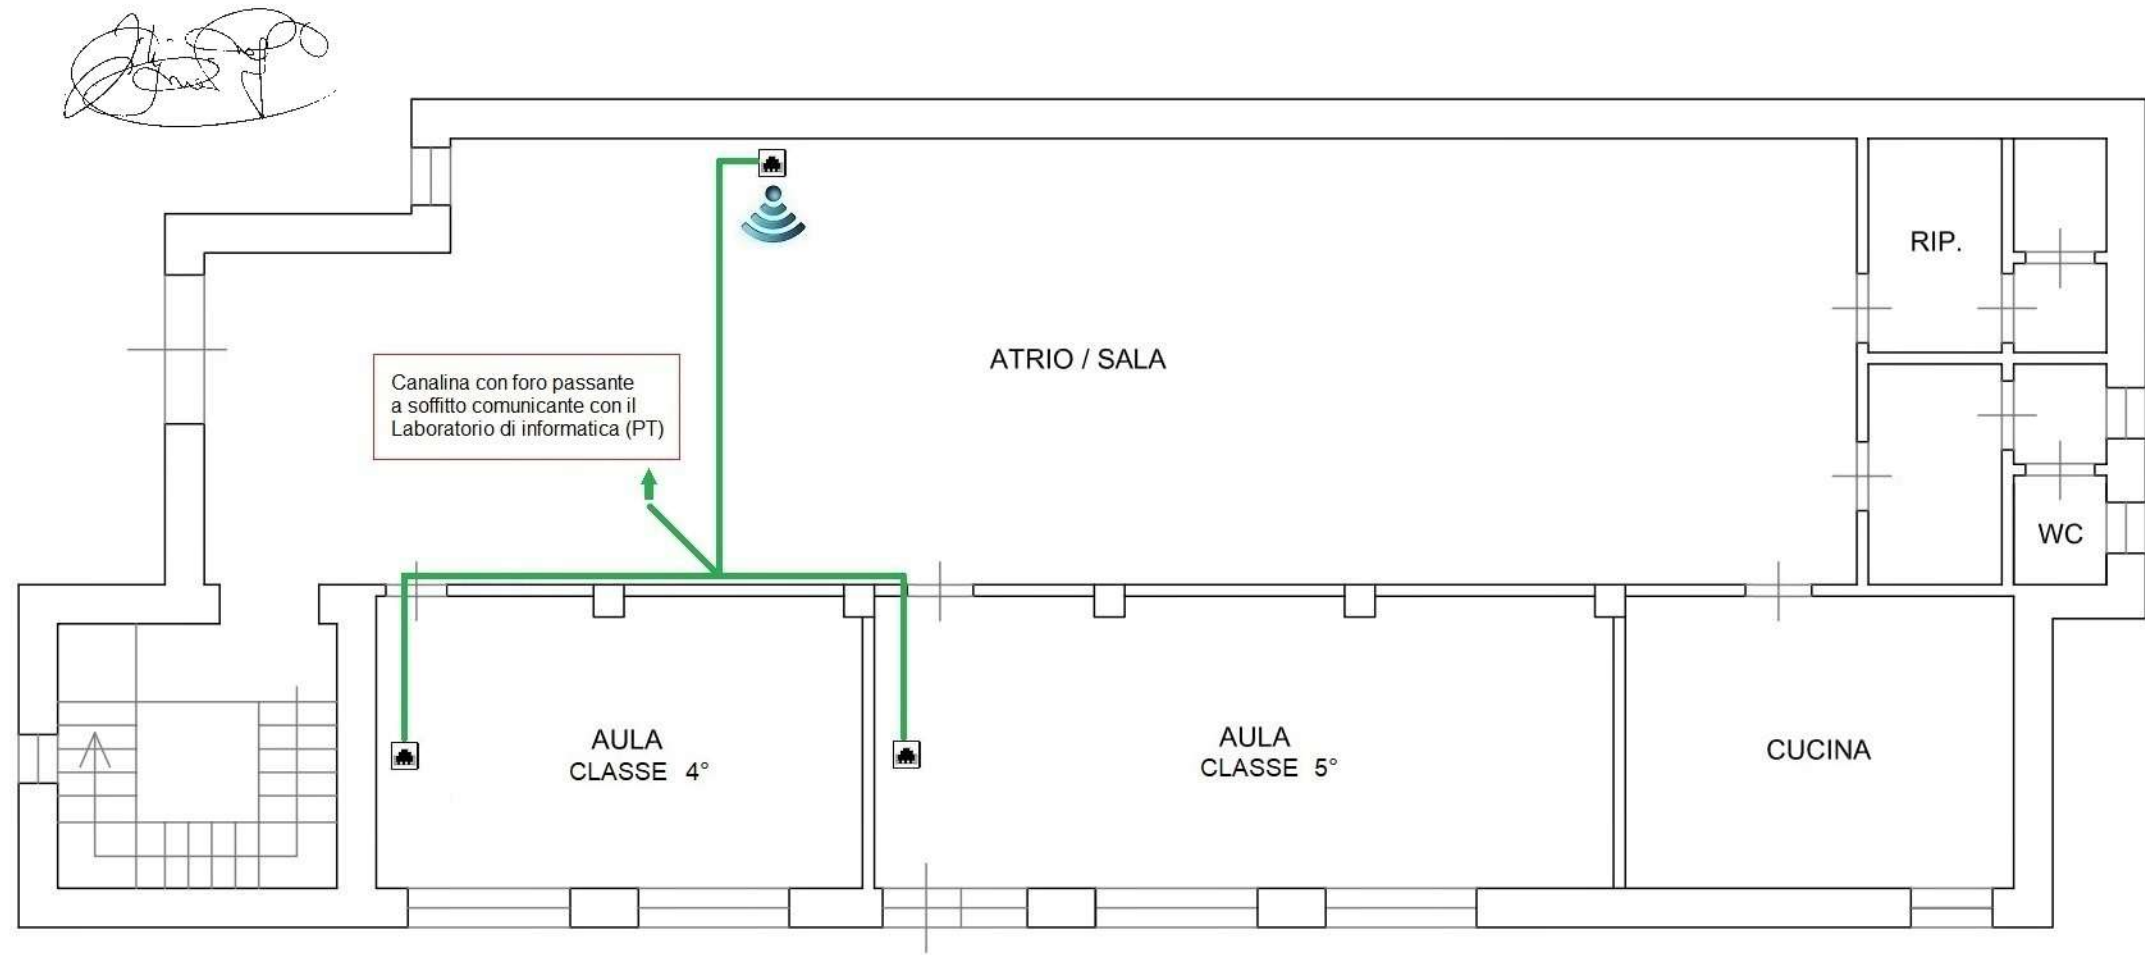 RIP.
ATRIO / SALA
Canalina con foro passante
a soffitto comunicante con il
Laboratorio di informatica (PT)
WC
AULA
CLASSE 4°
AULA
CLASSE 5°
CUCINA